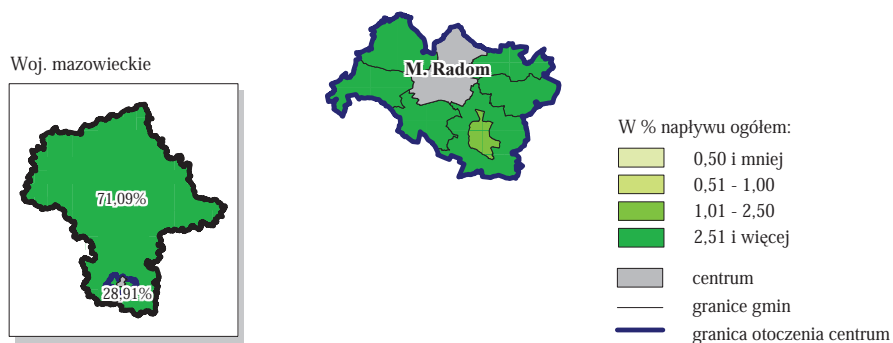 Woj. mazowieckie
71,09%
28,91%
M. Radom
W % napływu ogółem:
0,50 i mniej
0,51 - 1,00
1,01 - 2,50
2,51 i więcej
centrum
granice gmin
granica otoczenia centrum